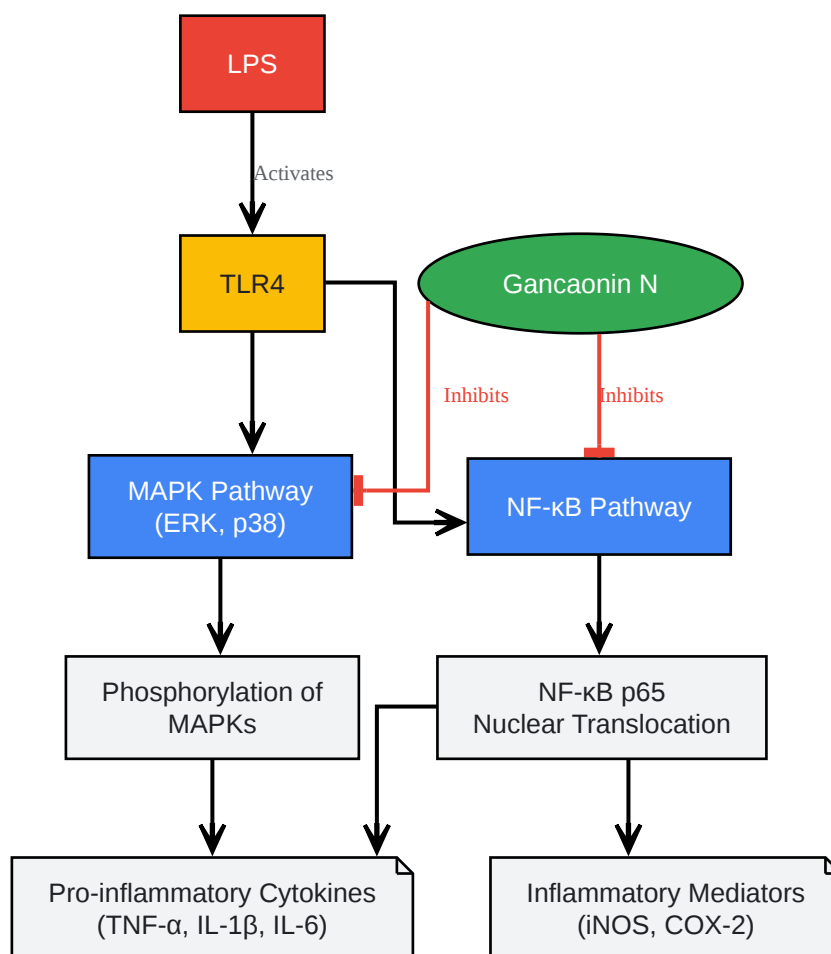 LPS
Activates
TLR4
Gancaonin N
Inhibits
Inhibits
MAPK Pathway
(ERK, p38)
NF-κB Pathway
Phosphorylation of
MAPKs
NF-κB p65
Nuclear Translocation
Pro-inflammatory Cytokines
(TNF-α, IL-1β, IL-6)
Inflammatory Mediators
(iNOS, COX-2)